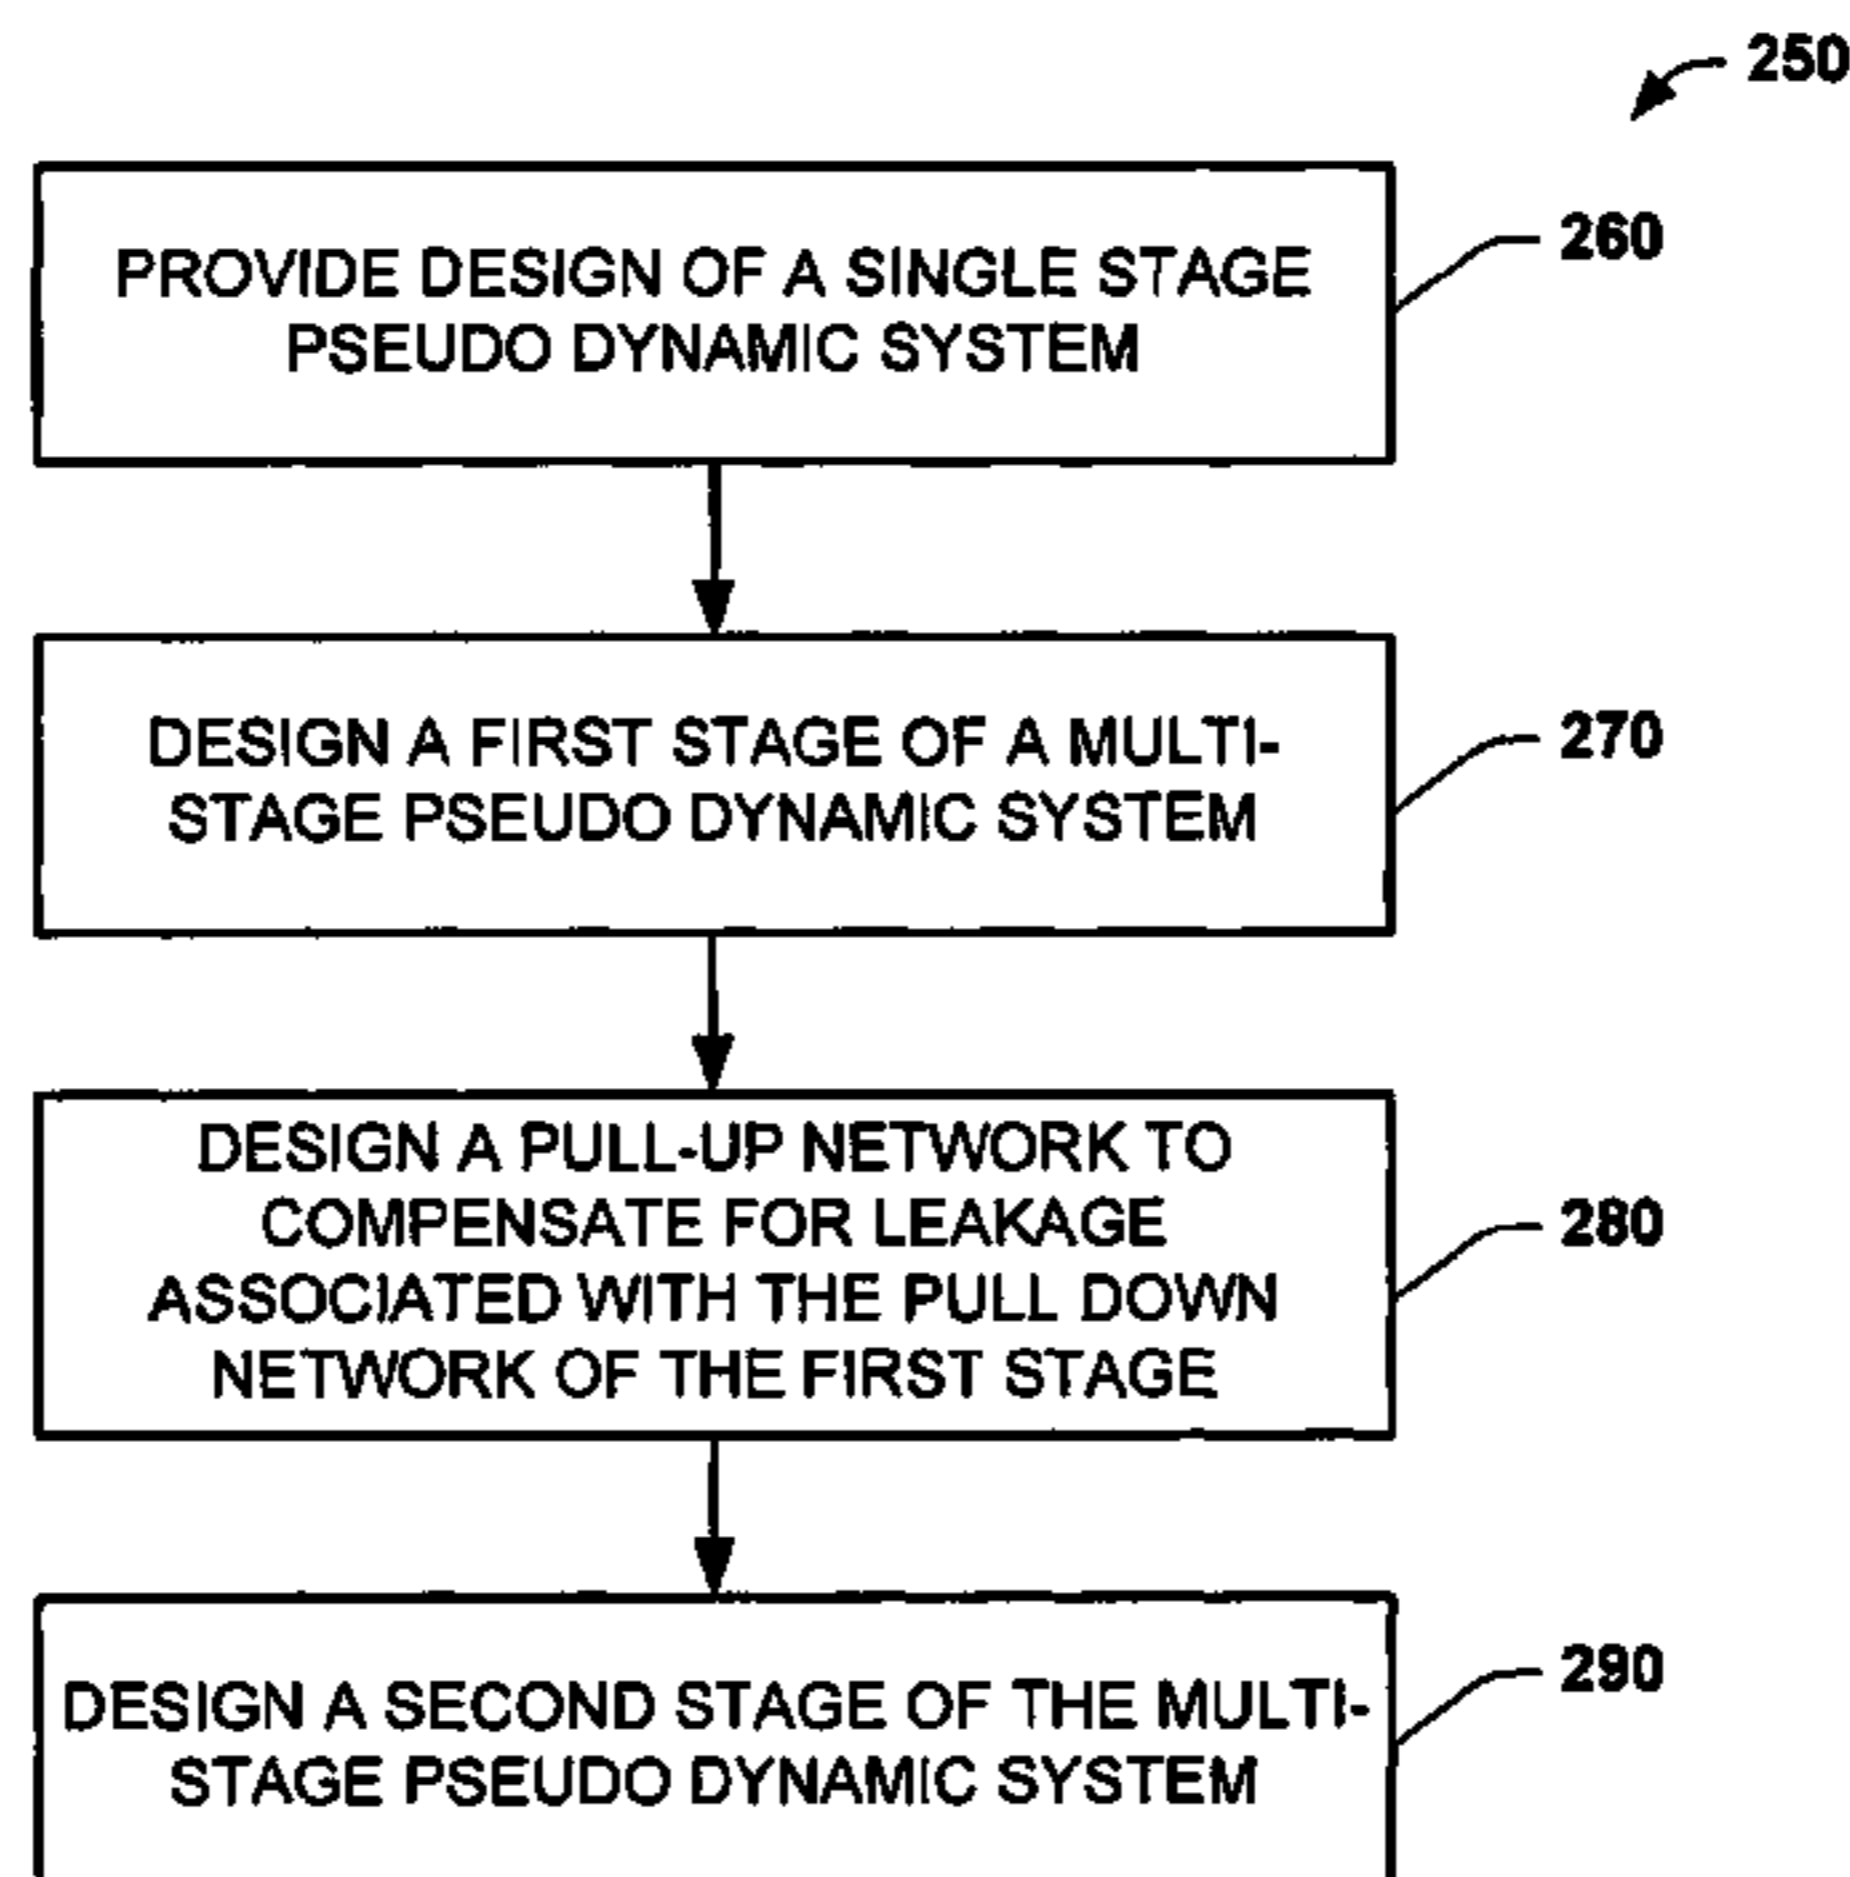 250
PROVIDE DESIGN OF A SINGLE STAGE
PSEUDO DYNAMIC SYSTEM
260
DESIGN A FIRST STAGE OF A MULTI-
STAGE PSEUDO DYNAMIC SYSTEM
270
DESIGN A PULL-UP NETWORK TO
COMPENSATE FOR LEAKAGE
ASSOCIATED WITH THE PULL DOWN
NETWORK OF THE FIRST STAGE
280
DESIGN A SECOND STAGE OF THE MULTI-
STAGE PSEUDO DYNAMIC SYSTEM
290